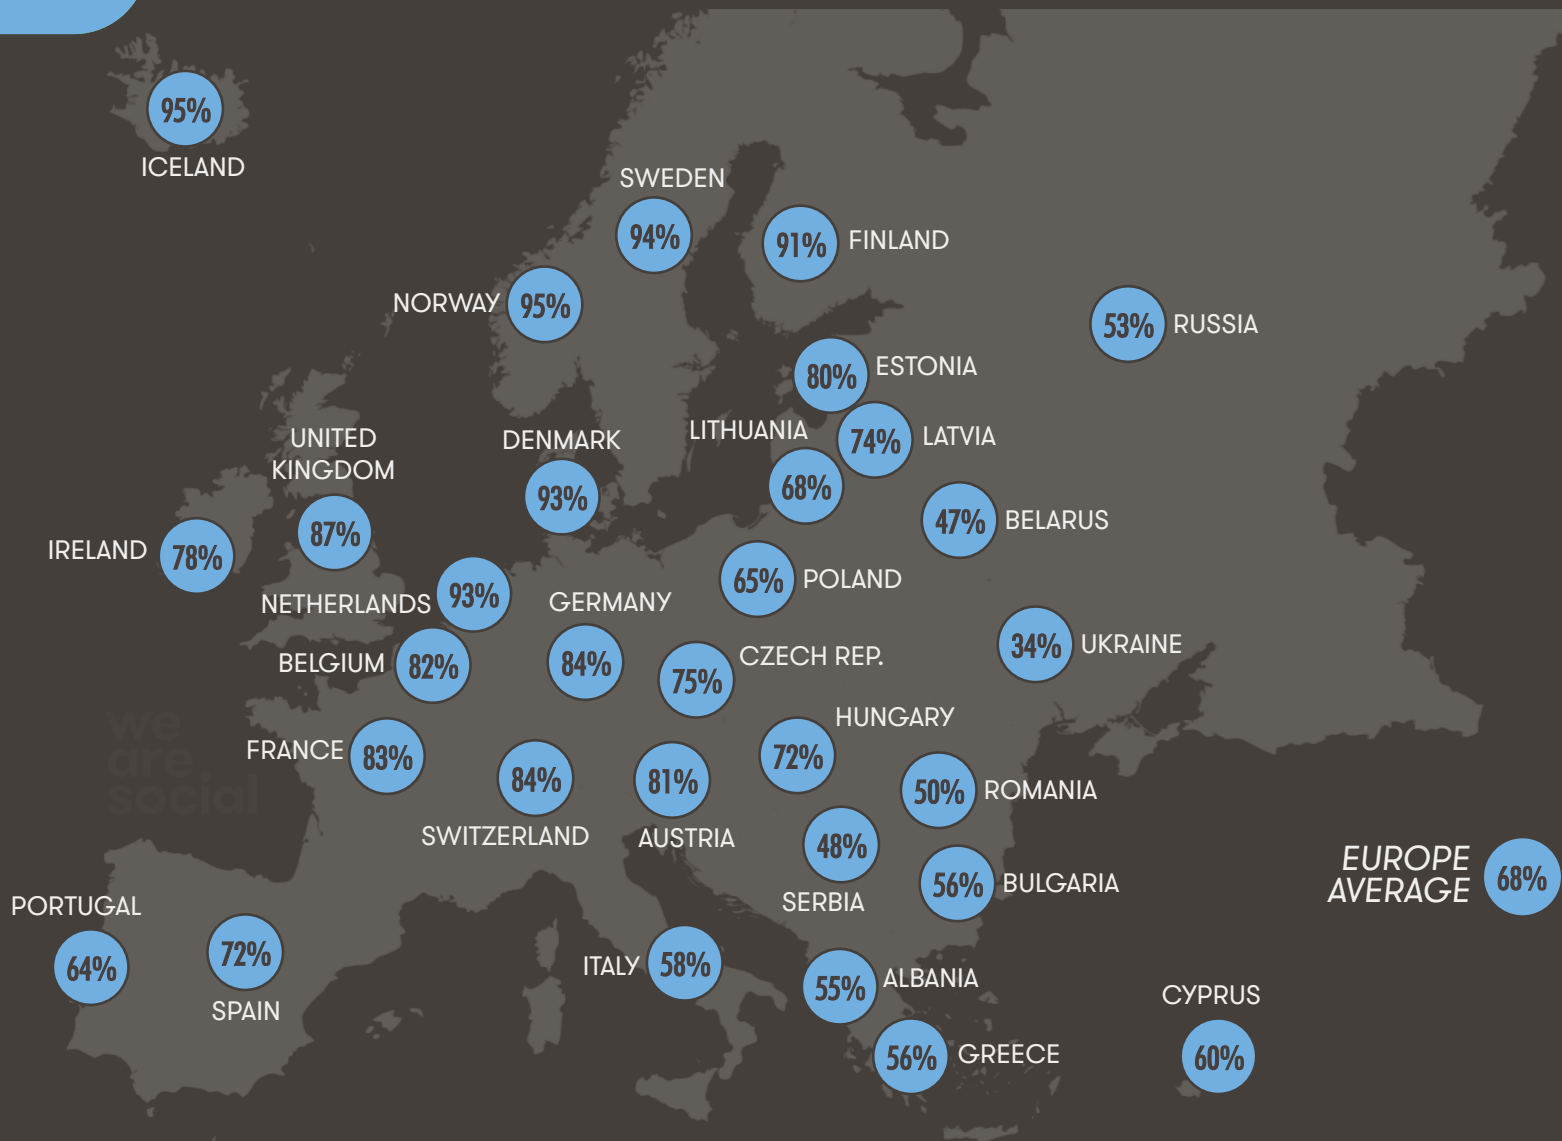 95%
ICELAND
SWEDEN
94%
91%
FINLAND
NORWAY
95%
53%
RUSSIA
80%
ESTONIA
LITHUANIA
74%
LATVIA
68%
UNITED
KINGDOM
87%
DENMARK
93%
47%
BELARUS
IRELAND
78%
NETHERLANDS
93%
GERMANY
84%
65%
POLAND
BELGIUM
82%
75%
CZECH REP.
34%
UKRAINE
we
are
social
FRANCE
83%
84%
SWITZERLAND
81%
AUSTRIA
HUNGARY
72%
50%
ROMANIA
48%
SERBIA
56%
BULGARIA
EUROPE
AVERAGE
68%
PORTUGAL
64%
72%
SPAIN
ITALY
58%
55%
ALBANIA
56%
GREECE
CYPRUS
60%